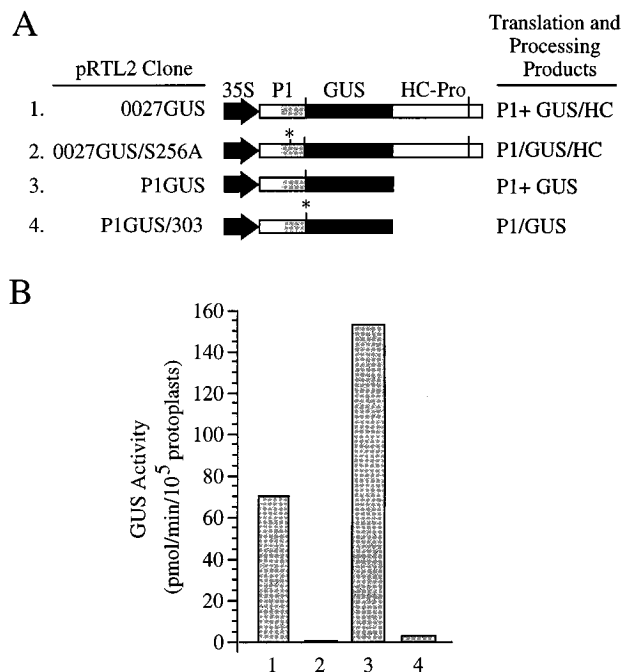 A
Translation and
Processing
Products
pRTL2 Clone
35S P1 GUS HC-Pro
1. 0027GUS P1+ GUS/HC
*
2. 0027GUS/S256A P1/GUS/HC
3. P1GUS P1+ GUS
*
4. P1GUS/303 P1/GUS
B
160
140
120
100
80
60
40
20
0
GUS Activity
(pmol/min/10⁵ protoplasts)
1 2 3 4